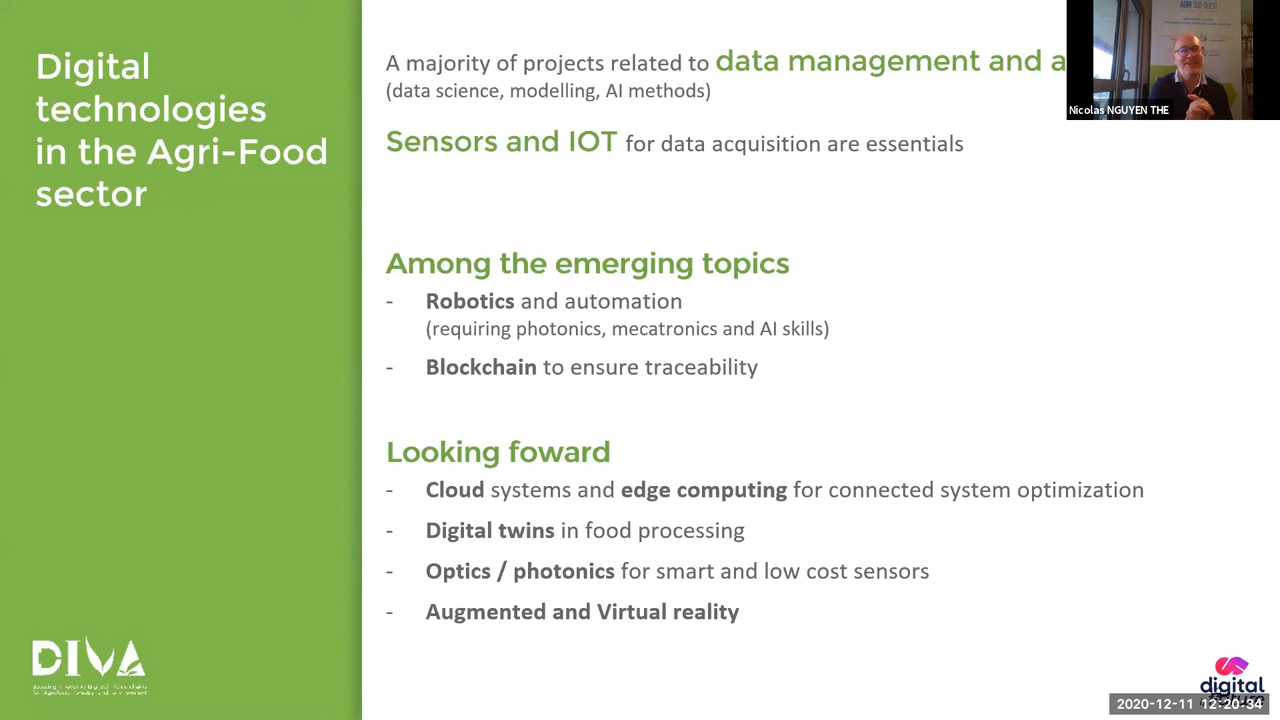 Digital
technologies
in the Agri-Food
sector
A majority of projects related to data management and a
(data science, modelling, AI methods)
Sensors and IOT for data acquisition are essentials
Among the emerging topics
- Robotics and automation
(requiring photonics, mecatronics and AI skills)
- Blockchain to ensure traceability
Looking foward
- Cloud systems and edge computing for connected system optimization
- Digital twins in food processing
- Optics / photonics for smart and low cost sensors
- Augmented and Virtual reality
AGRI SUD-OUEST
Nicolas NGUYEN THE
DIVA
digital
2020-12-11 12:20:34